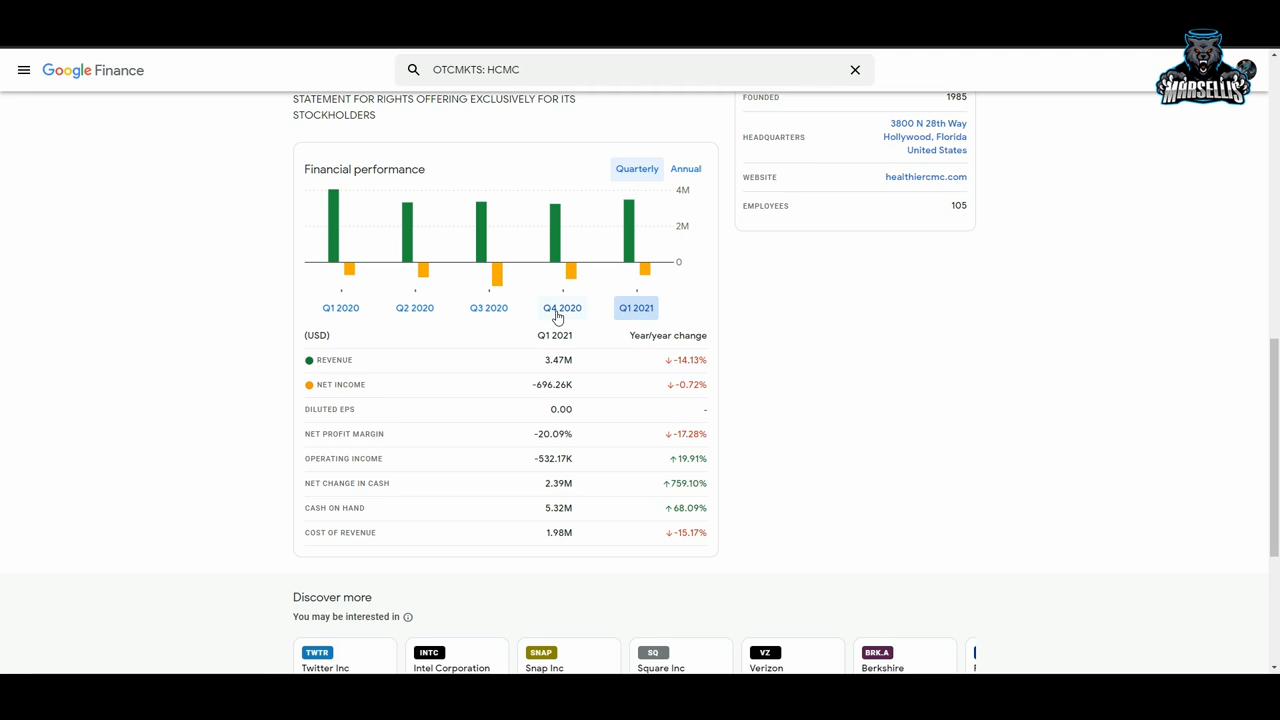 MARSELLIS
Google Finance
OTCMKTS: HCMC
STATEMENT FOR RIGHTS OFFERING EXCLUSIVELY FOR ITS
STOCKHOLDERS
FOUNDED 1985
HEADQUARTERS 3800 N 28th Way
Hollywood, Florida
United States
WEBSITE healthiercmc.com
EMPLOYEES 105
Financial performance Quarterly Annual
4M
2M
0
Q1 2020 Q2 2020 Q3 2020 Q4 2020 Q1 2021
(USD) Q1 2021 Year/year change
REVENUE 3.47M ↓-14.13%
NET INCOME -696.26K ↓-0.72%
DILUTED EPS 0.00 -
NET PROFIT MARGIN -20.09% ↓-17.28%
OPERATING INCOME -532.17K ↑19.91%
NET CHANGE IN CASH 2.39M ↑759.10%
CASH ON HAND 5.32M ↑68.09%
COST OF REVENUE 1.98M ↓-15.17%
Discover more
You may be interested in
TWTR INTC SNAP SQ VZ BRK.A
Twitter Inc Intel Corporation Snap Inc Square Inc Verizon Berkshire